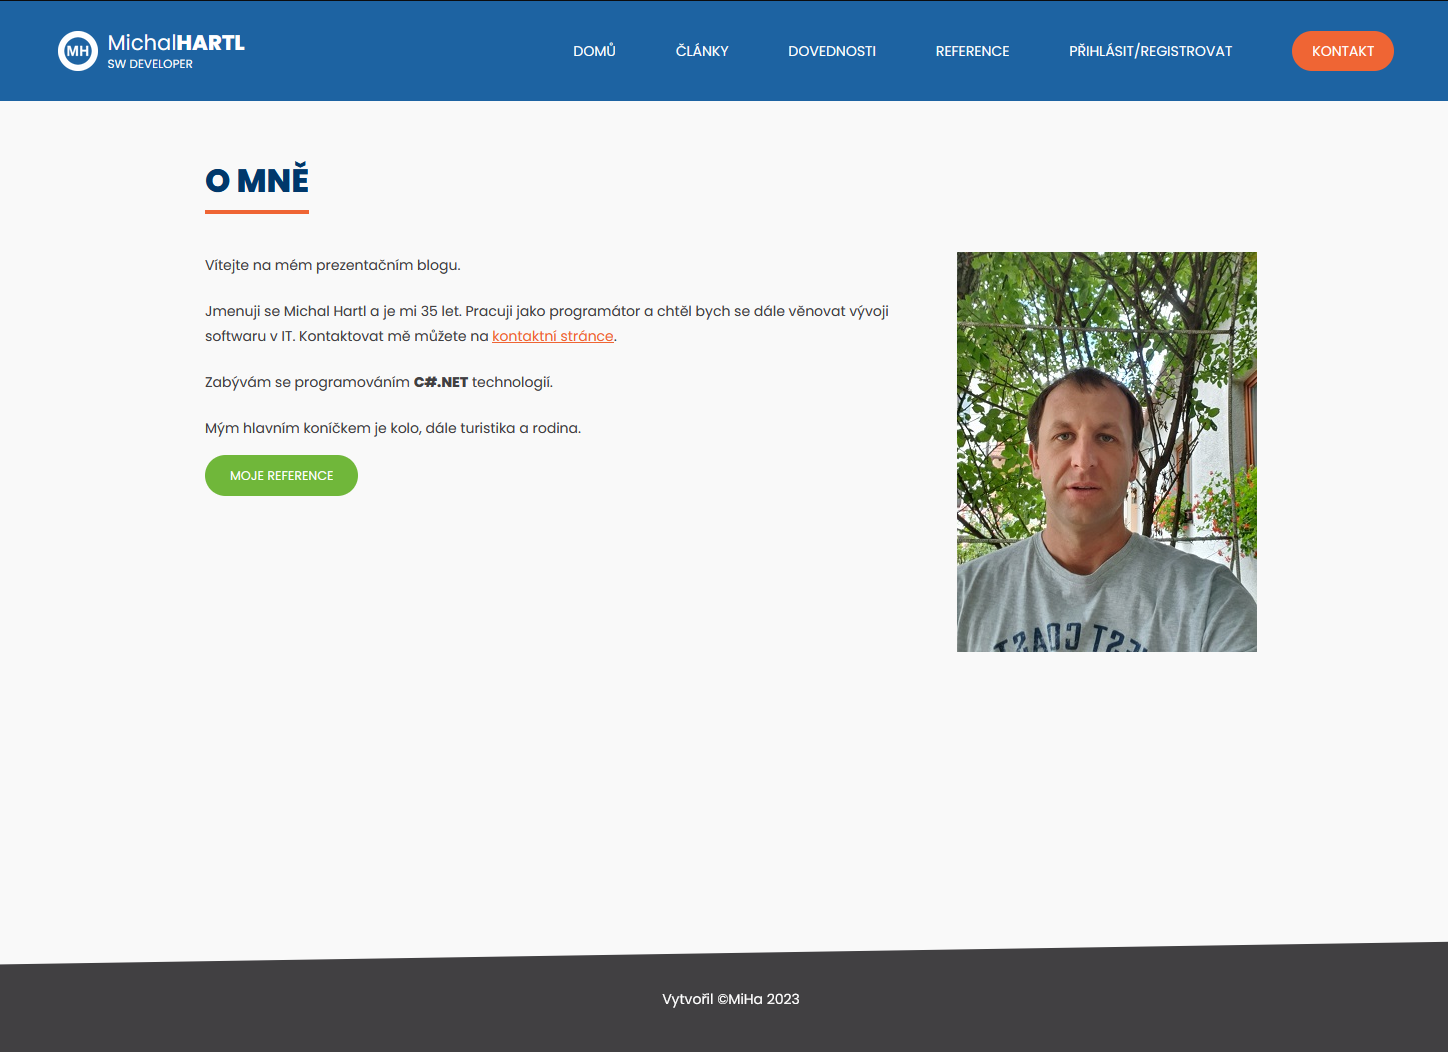 MH
MichalHARTL
SW DEVELOPER
DOMŮ
ČLÁNKY
DOVEDNOSTI
REFERENCE
PŘIHLÁSIT/REGISTROVAT
KONTAKT
O MNĚ
Vítejte na mém prezentačním blogu.
Jmenuji se Michal Hartl a je mi 35 let. Pracuji jako programátor a chtěl bych se dále věnovat vývoji
softwaru v IT. Kontaktovat mě můžete na kontaktní stránce.
Zabývám se programováním C#.NET technologií.
Mým hlavním koníčkem je kolo, dále turistika a rodina.
MOJE REFERENCE
Vytvořil ©MiHa 2023